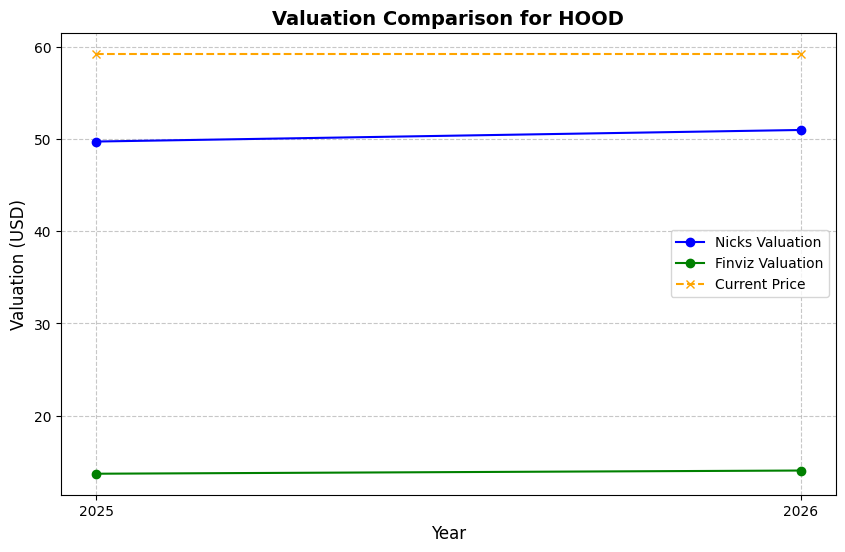 Valuation Comparison for HOOD
60
50
40
30
20
Valuation (USD)
Nicks Valuation
Finviz Valuation
Current Price
2025
2026
Year